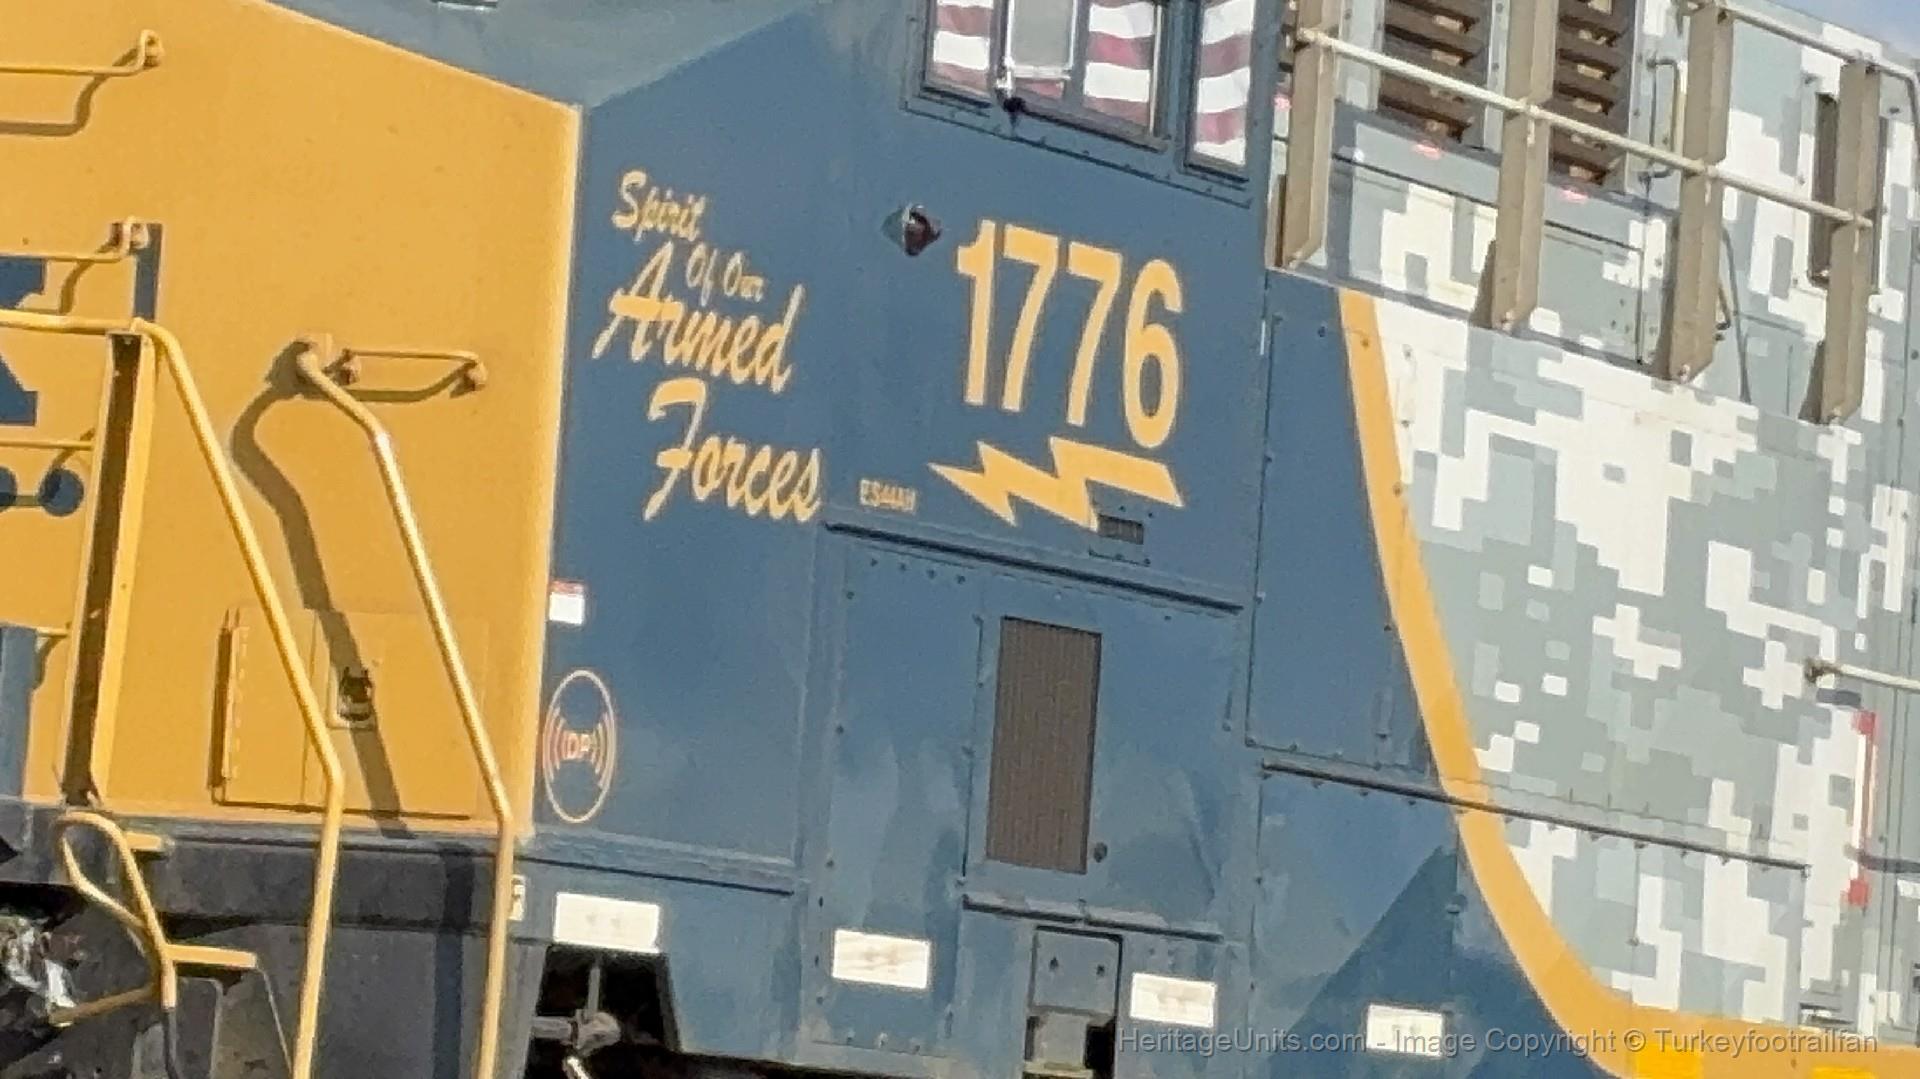 Spirit
Of Our
Armed
Forces
1776
ES44AH
DP
HeritageUnits.com - Image Copyright © Turkeyfootrailfan